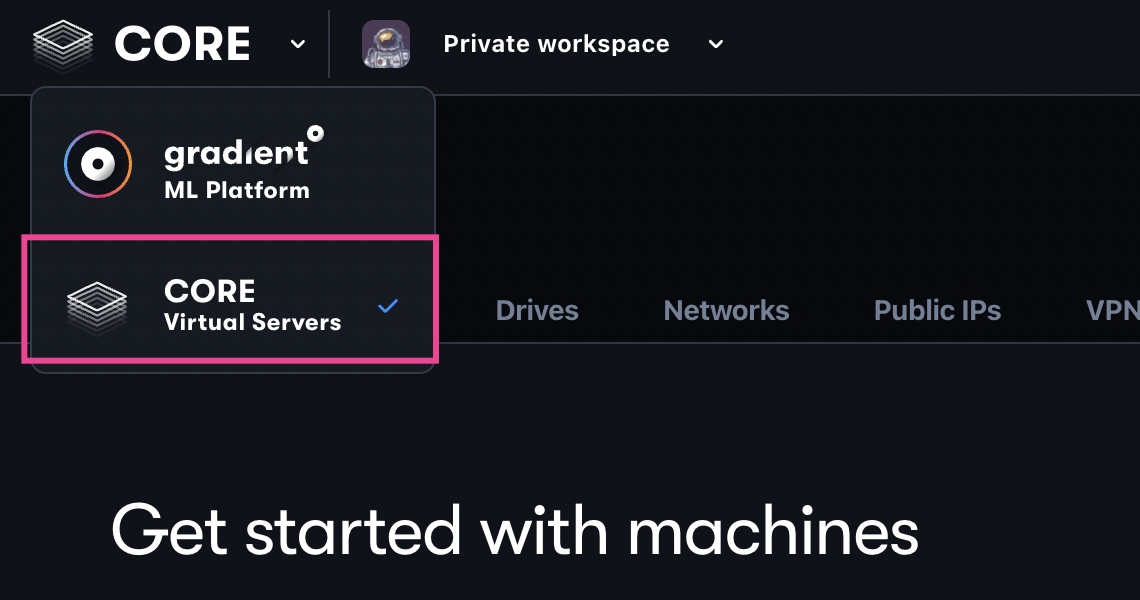 CORE
Private workspace
gradient
ML Platform
CORE
Virtual Servers
Drives
Networks
Public IPs
VPN
Get started with machines